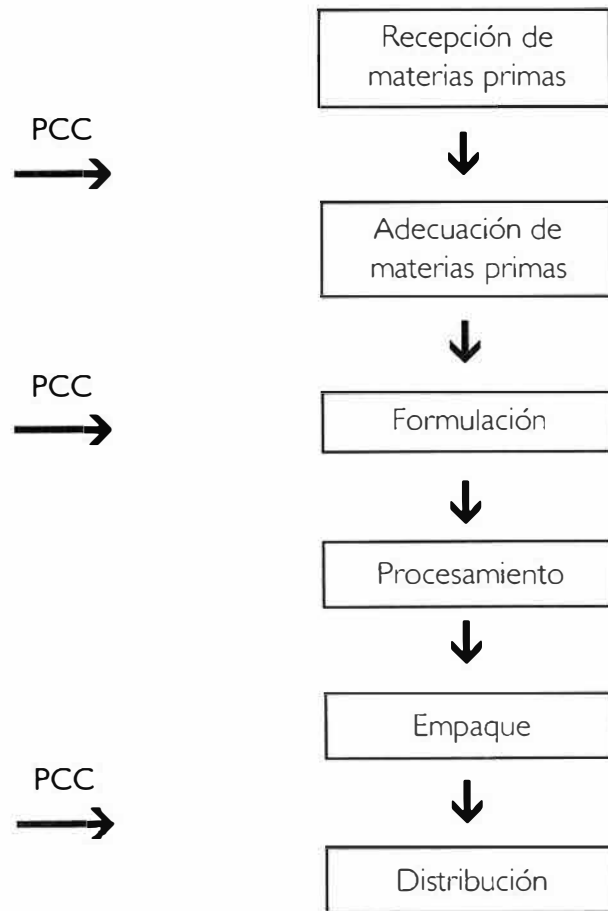 Recepción de
materias primas
PCC
Adecuación de
materias primas
PCC
Formulación
Procesamiento
Empaque
PCC
Distribución